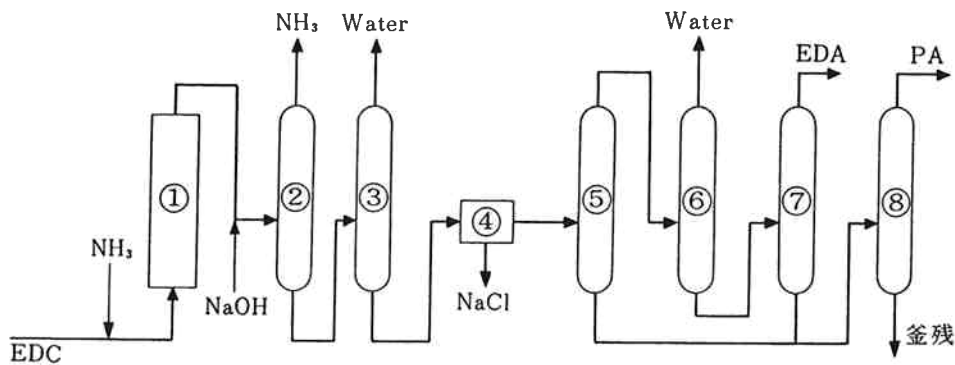 NH₃
Water
Water
EDA
PA
①
②
③
④
⑤
⑥
⑦
⑧
NH₃
NaOH
NaCl
EDC
釜残